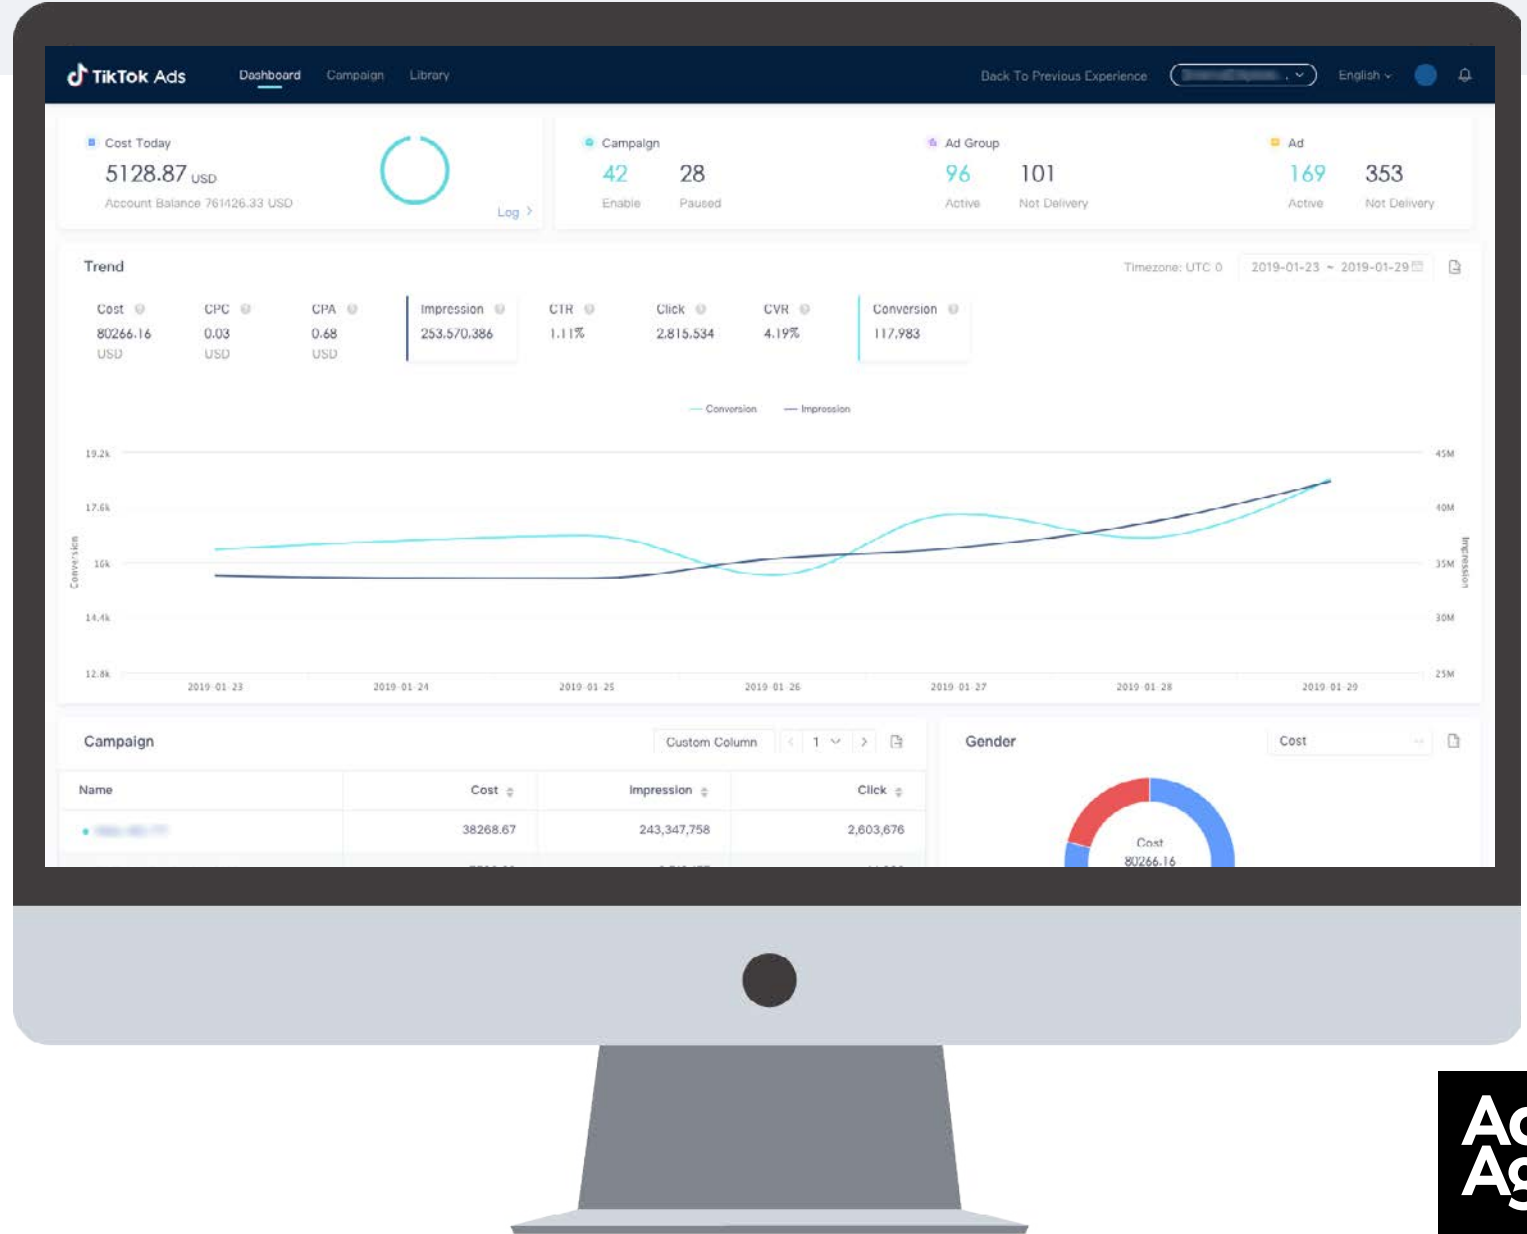 TikTok Ads Dashboard Campaign Library Back To Previous Experience English
Cost Today
5128.87 USD
Account Balance 761426.33 USD
Log >
Campaign
42 28
Enable Paused
Ad Group
96 101
Active Not Delivery
Ad
169 353
Active Not Delivery
Trend
Timezone: UTC 0 2019-01-23 ~ 2019-01-29
Cost CPC CPA Impression CTR Click CVR Conversion
80266.16 0.03 0.68 253,570,386 1.11% 2,815,534 4.19% 117,983
USD USD USD
Conversion Impression
19.2k 45M
17.6k 40M
16k 35M
14.4k 30M
12.8k 25M
Conversion
Impression
2019-01-23 2019-01-24 2019-01-25 2019-01-26 2019-01-27 2019-01-28 2019-01-29
Campaign Custom Column < 1 >
Name Cost Impression Click
38268.67 243,347,758 2,603,676
Gender Cost
Cost
80266.16